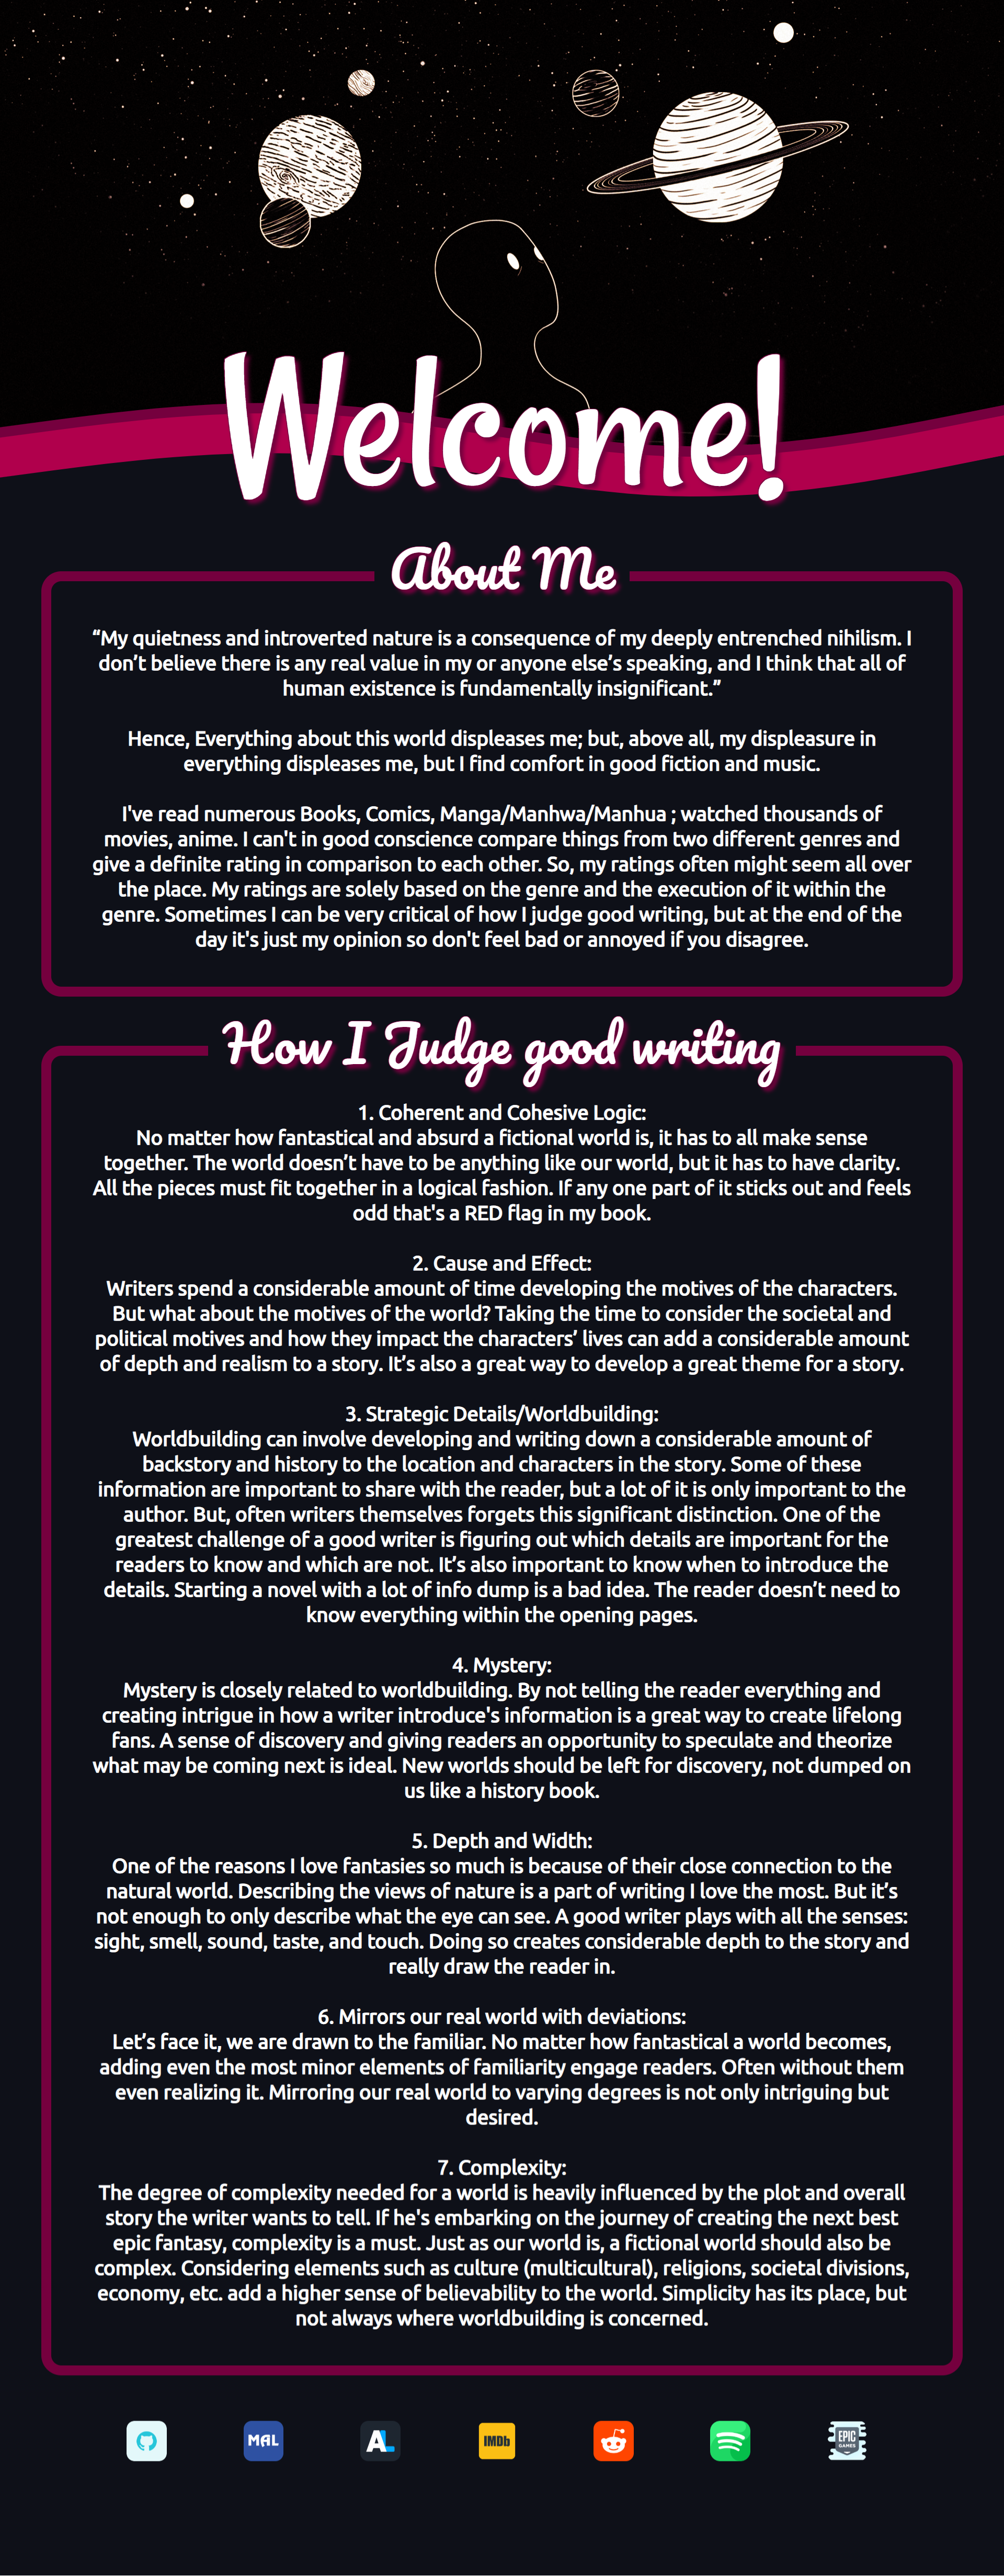 Welcome!
About Me
“My quietness and introverted nature is a consequence of my deeply entrenched nihilism. I
don’t believe there is any real value in my or anyone else’s speaking, and I think that all of
human existence is fundamentally insignificant.”
Hence, Everything about this world displeases me; but, above all, my displeasure in
everything displeases me, but I find comfort in good fiction and music.
I've read numerous Books, Comics, Manga/Manhwa/Manhua ; watched thousands of
movies, anime. I can't in good conscience compare things from two different genres and
give a definite rating in comparison to each other. So, my ratings often might seem all over
the place. My ratings are solely based on the genre and the execution of it within the
genre. Sometimes I can be very critical of how I judge good writing, but at the end of the
day it's just my opinion so don't feel bad or annoyed if you disagree.
How I Judge good writing
1. Coherent and Cohesive Logic:
No matter how fantastical and absurd a fictional world is, it has to all make sense
together. The world doesn’t have to be anything like our world, but it has to have clarity.
All the pieces must fit together in a logical fashion. If any one part of it sticks out and feels
odd that's a RED flag in my book.
2. Cause and Effect:
Writers spend a considerable amount of time developing the motives of the characters.
But what about the motives of the world? Taking the time to consider the societal and
political motives and how they impact the characters’ lives can add a considerable amount
of depth and realism to a story. It’s also a great way to develop a great theme for a story.
3. Strategic Details/Worldbuilding:
Worldbuilding can involve developing and writing down a considerable amount of
backstory and history to the location and characters in the story. Some of these
information are important to share with the reader, but a lot of it is only important to the
author. But, often writers themselves forgets this significant distinction. One of the
greatest challenge of a good writer is figuring out which details are important for the
readers to know and which are not. It’s also important to know when to introduce the
details. Starting a novel with a lot of info dump is a bad idea. The reader doesn’t need to
know everything within the opening pages.
4. Mystery:
Mystery is closely related to worldbuilding. By not telling the reader everything and
creating intrigue in how a writer introduce's information is a great way to create lifelong
fans. A sense of discovery and giving readers an opportunity to speculate and theorize
what may be coming next is ideal. New worlds should be left for discovery, not dumped on
us like a history book.
5. Depth and Width:
One of the reasons I love fantasies so much is because of their close connection to the
natural world. Describing the views of nature is a part of writing I love the most. But it’s
not enough to only describe what the eye can see. A good writer plays with all the senses:
sight, smell, sound, taste, and touch. Doing so creates considerable depth to the story and
really draw the reader in.
6. Mirrors our real world with deviations:
Let’s face it, we are drawn to the familiar. No matter how fantastical a world becomes,
adding even the most minor elements of familiarity engage readers. Often without them
even realizing it. Mirroring our real world to varying degrees is not only intriguing but
desired.
7. Complexity:
The degree of complexity needed for a world is heavily influenced by the plot and overall
story the writer wants to tell. If he's embarking on the journey of creating the next best
epic fantasy, complexity is a must. Just as our world is, a fictional world should also be
complex. Considering elements such as culture (multicultural), religions, societal divisions,
economy, etc. add a higher sense of believability to the world. Simplicity has its place, but
not always where worldbuilding is concerned.
MAL AL IMDb EPIC GAMES